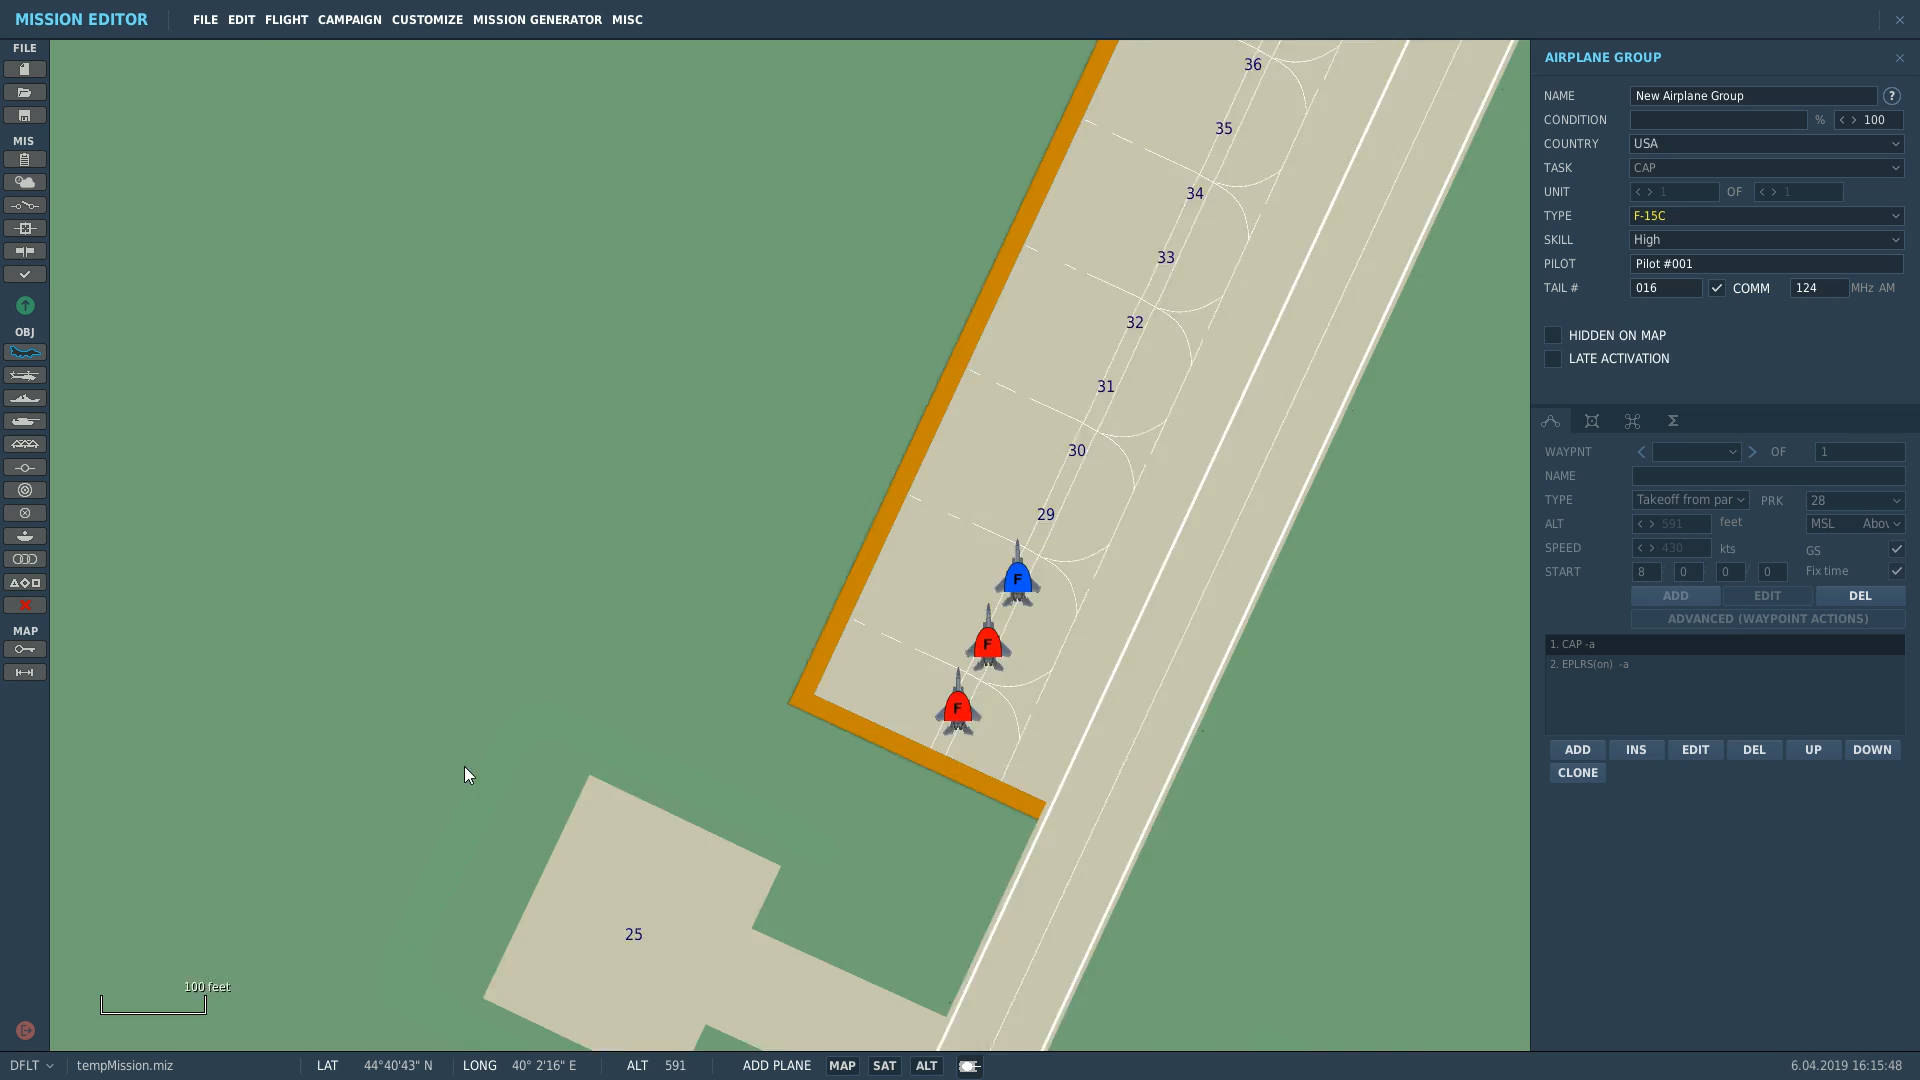 MISSION EDITOR
FILE EDIT FLIGHT CAMPAIGN CUSTOMIZE MISSION GENERATOR MISC
FILE
MIS
OBJ
MAP
36
35
34
33
32
31
30
29
F
F
F
25
100 feet
AIRPLANE GROUP
NAME New Airplane Group ?
CONDITION % < > 100
COUNTRY USA
TASK CAP
UNIT < > 1 OF < > 1
TYPE F-15C
SKILL High
PILOT Pilot #001
TAIL # 016 COMM 124 MHz AM
HIDDEN ON MAP
LATE ACTIVATION
WAYPNT OF 1
NAME
TYPE Takeoff from par PRK 28
ALT < > 591 feet MSL Abov
SPEED < > 430 kts GS
START 8 0 0 0 Fix time
ADD EDIT DEL
ADVANCED (WAYPOINT ACTIONS)
1. CAP -a
2. EPLRS(on) -a
ADD INS EDIT DEL UP DOWN
CLONE
DFLT tempMission.miz LAT 44°40'43" N LONG 40° 2'16" E ALT 591 ADD PLANE MAP SAT ALT 6.04.2019 16:15:48